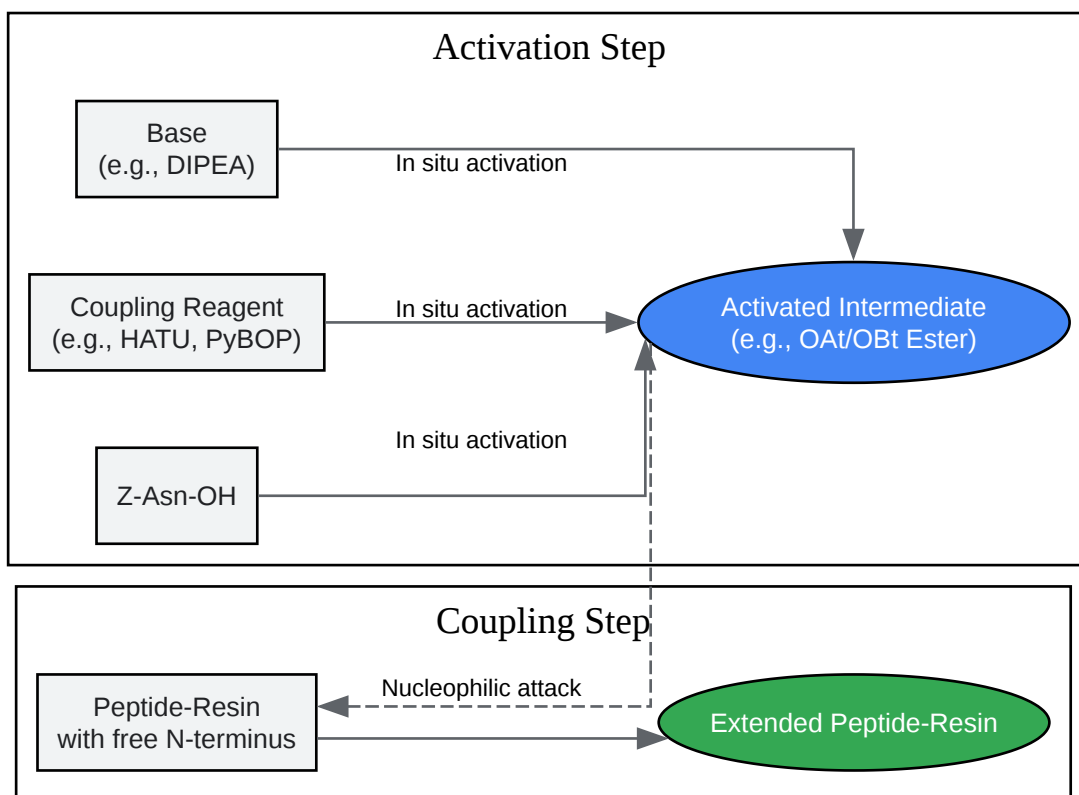 Activation Step
Base
(e.g., DIPEA)
In situ activation
Coupling Reagent
(e.g., HATU, PyBOP)
In situ activation
Activated Intermediate
(e.g., OAt/OBt Ester)
In situ activation
Z-Asn-OH
Coupling Step
Nucleophilic attack
Peptide-Resin
with free N-terminus
Extended Peptide-Resin